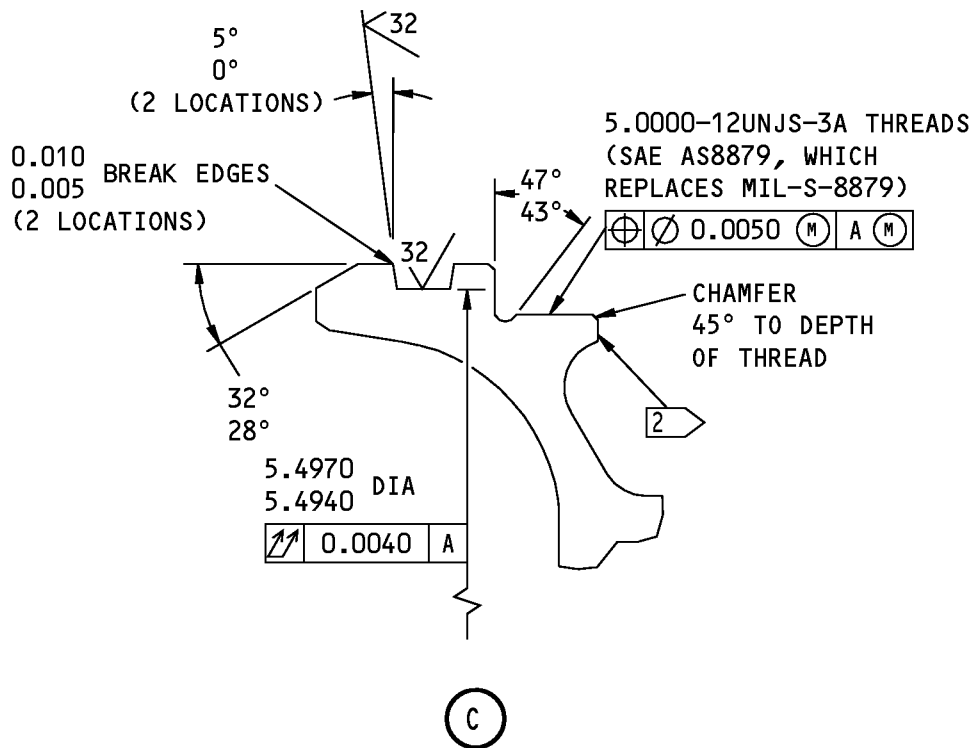 32
5°
0°
(2 LOCATIONS)
0.010
0.005
BREAK EDGES
(2 LOCATIONS)
5.0000-12UNJS-3A THREADS
(SAE AS8879, WHICH
REPLACES MIL-S-8879)
⌖ ⌀ 0.0050 Ⓜ A Ⓜ
47°
43°
32
CHAMFER
45° TO DEPTH
OF THREAD
2
32°
28°
5.4970
5.4940
DIA
0.0040 A
C